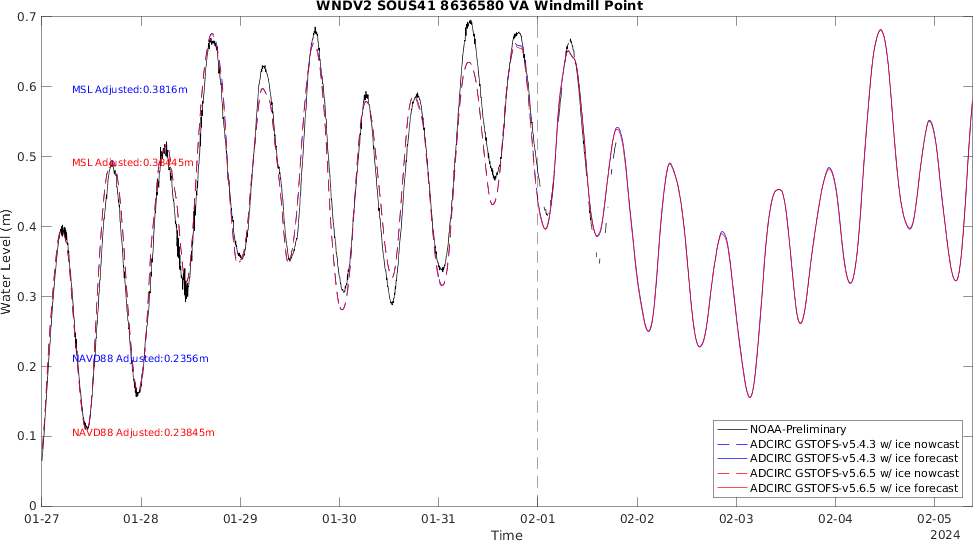 WNDV2 SOUS41 8636580 VA Windmill Point
0.7
0.6
0.5
0.4
0.3
0.2
0.1
0
Water Level (m)
MSL Adjusted:0.3816m
MSL Adjusted:0.38445m
NAVD88 Adjusted:0.2356m
NAVD88 Adjusted:0.23845m
NOAA-Preliminary
ADCIRC GSTOFS-v5.4.3 w/ ice nowcast
ADCIRC GSTOFS-v5.4.3 w/ ice forecast
ADCIRC GSTOFS-v5.6.5 w/ ice nowcast
ADCIRC GSTOFS-v5.6.5 w/ ice forecast
01-27 01-28 01-29 01-30 01-31 02-01 02-02 02-03 02-04 02-05
Time
2024